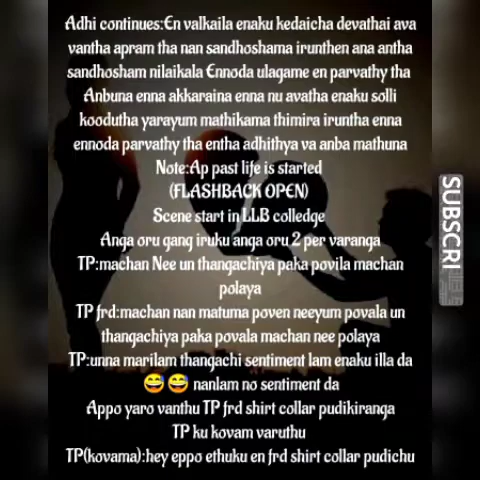 Adhi continues:En valkaila enaku kedaicha devathai ava
vantha apram tha nan sandhoshama irunthen ana antha
sandhosham nilaikala Ennoda ulagame en parvathy tha
Anbuna enna akkaraina enna nu avatha enaku solli
koodutha yarayum mathikama thimira iruntha enna
ennoda parvathy tha entha adhithya va anba mathuna
Note:Ap past life is started
(FLASHBACK OPEN)
Scene start in LLB colledge
Anga oru gang iruku anga oru 2 per varanga
TP:machan Nee un thangachiya paka povila machan
polaya
TP frd:machan nan matuma poven neeyum povala un
thangachiya paka povala machan nee polaya
TP:unna marilam thangachi sentiment lam enaku illa da
😅😅 nanlam no sentiment da
Appo yaro vanthu TP frd shirt collar pudikiranga
TP ku kovam varuthu
TP(kovama):hey eppo ethuku en frd shirt collar pudichu
SUBSCRI